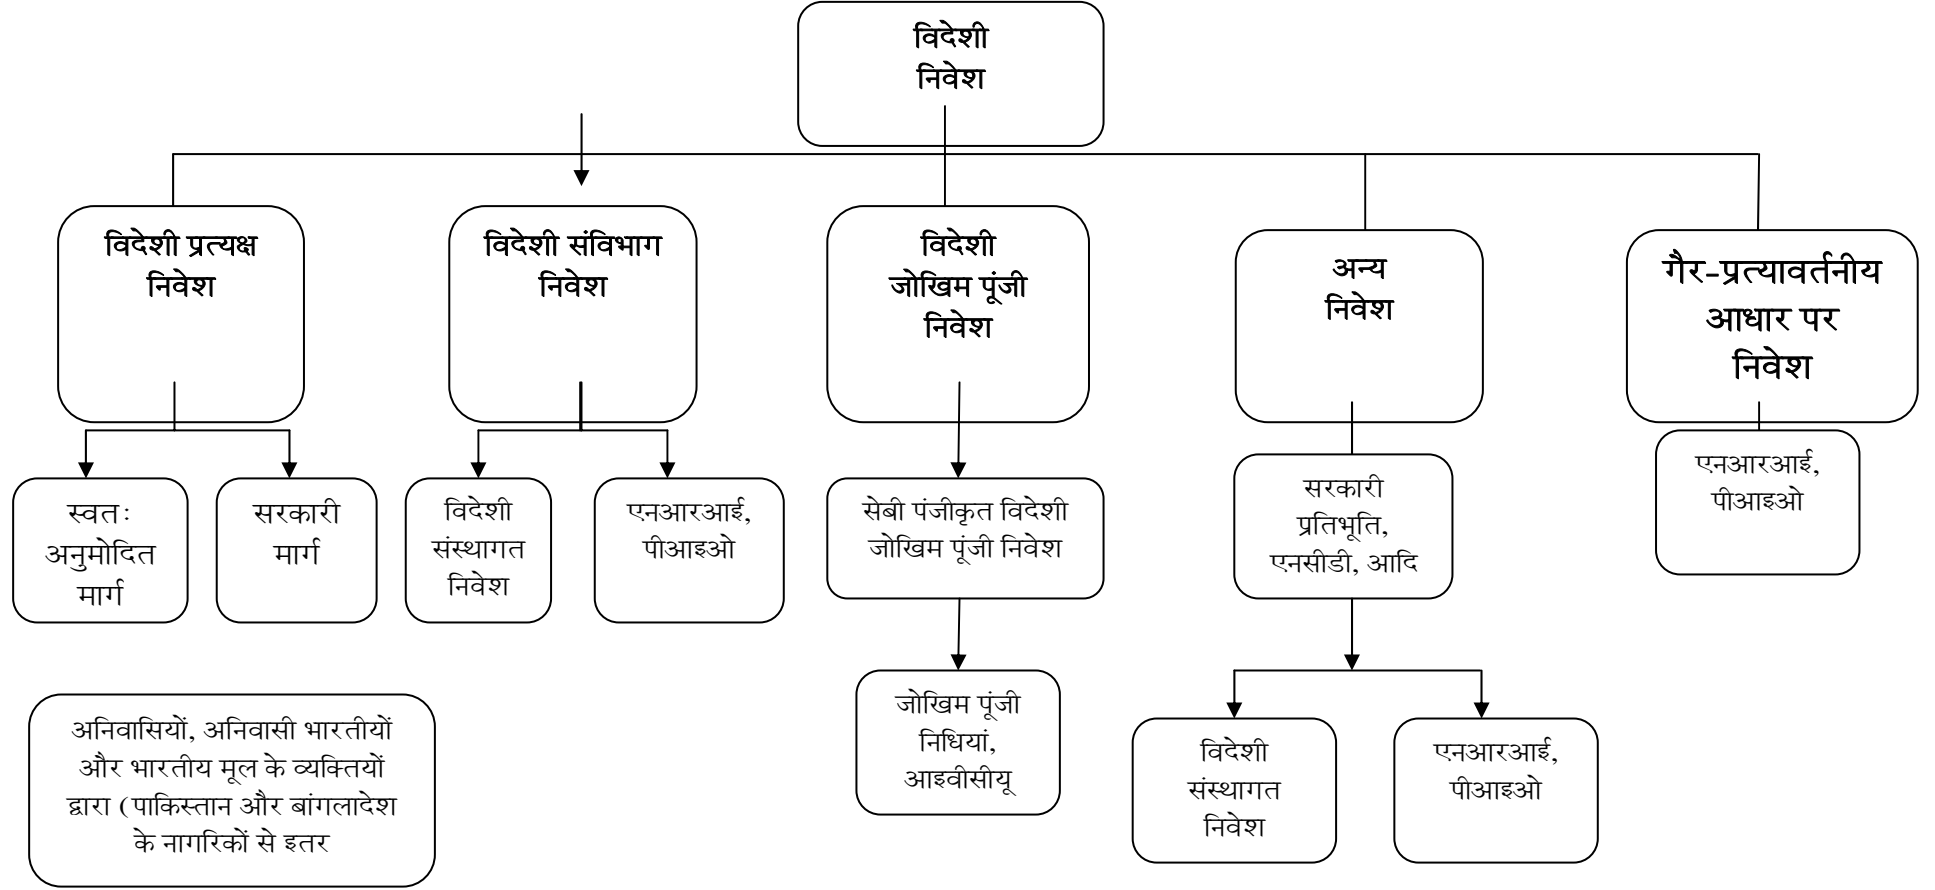 विदेशी
निवेश
विदेशी प्रत्यक्ष
निवेश
विदेशी संविभाग
निवेश
विदेशी
जोखिम पूंजी
निवेश
अन्य
निवेश
गैर-प्रत्यावर्तनीय
आधार पर
निवेश
स्वतः
अनुमोदित
मार्ग
सरकारी
मार्ग
विदेशी
संस्थागत
निवेश
एनआरआई,
पीआइओ
सेबी पंजीकृत विदेशी
जोखिम पूंजी निवेश
सरकारी
प्रतिभूति,
एनसीडी, आदि
एनआरआई,
पीआइओ
जोखिम पूंजी
निधियां,
आइवीसीयू
विदेशी
संस्थागत
निवेश
एनआरआई,
पीआइओ
अनिवासियों, अनिवासी भारतीयों
और भारतीय मूल के व्यक्तियों
द्वारा (पाकिस्तान और बांगलादेश
के नागरिकों से इतर